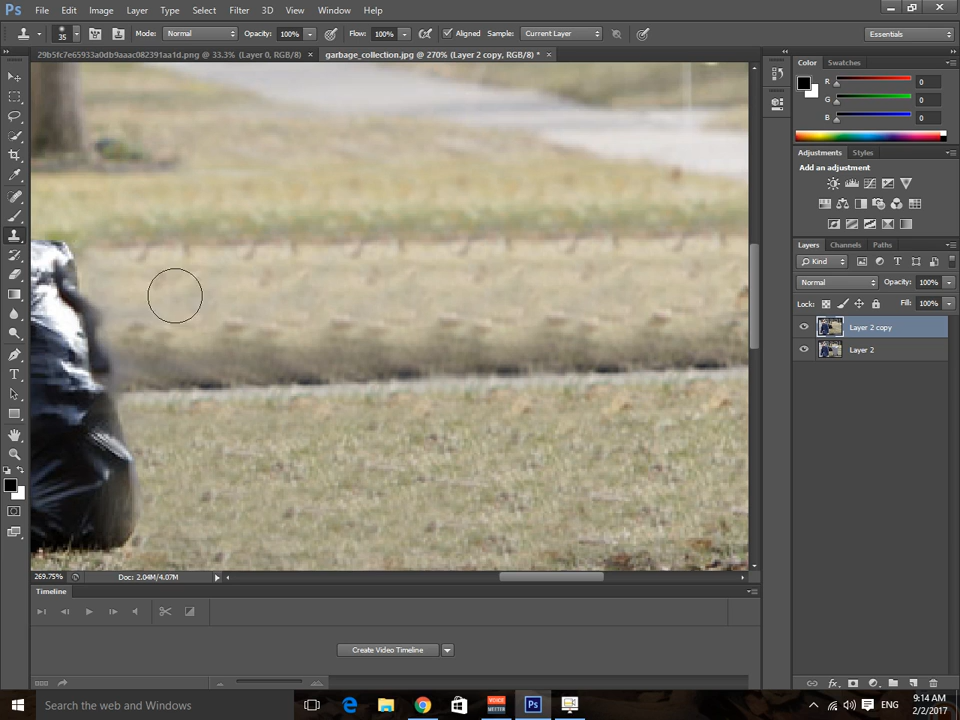 Ps File Edit Image Layer Type Select Filter 3D View Window Help
35 Mode: Normal Opacity: 100% Flow: 100% Aligned Sample: Current Layer Essentials
29b5fc7e65933a0db9aaac082391aa1d.png @ 33.3% (Layer 0, RGB/8) × garbage_collection.jpg @ 270% (Layer 2 copy, RGB/8) * ×
Color Swatches
R 0
G 0
B 0
Adjustments Styles
Add an adjustment
Layers Channels Paths
Kind
Normal Opacity: 100%
Lock: Fill: 100%
Layer 2 copy
Layer 2
269.75% Doc: 2.04M/4.07M
Timeline
Create Video Timeline
Search the web and Windows
VOICE MEETER
Ps
ENG
9:14 AM
2/2/2017